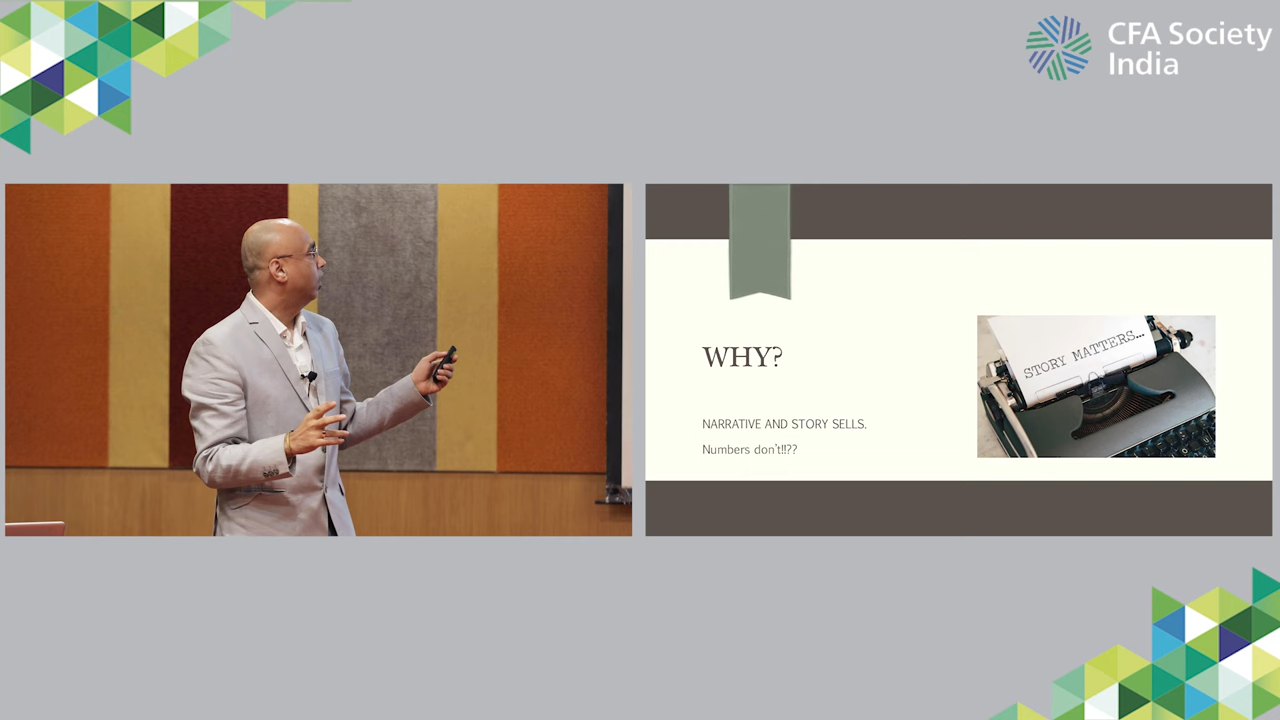 CFA Society
India
WHY?
NARRATIVE AND STORY SELLS.
Numbers don't!!??
STORY MATTERS...